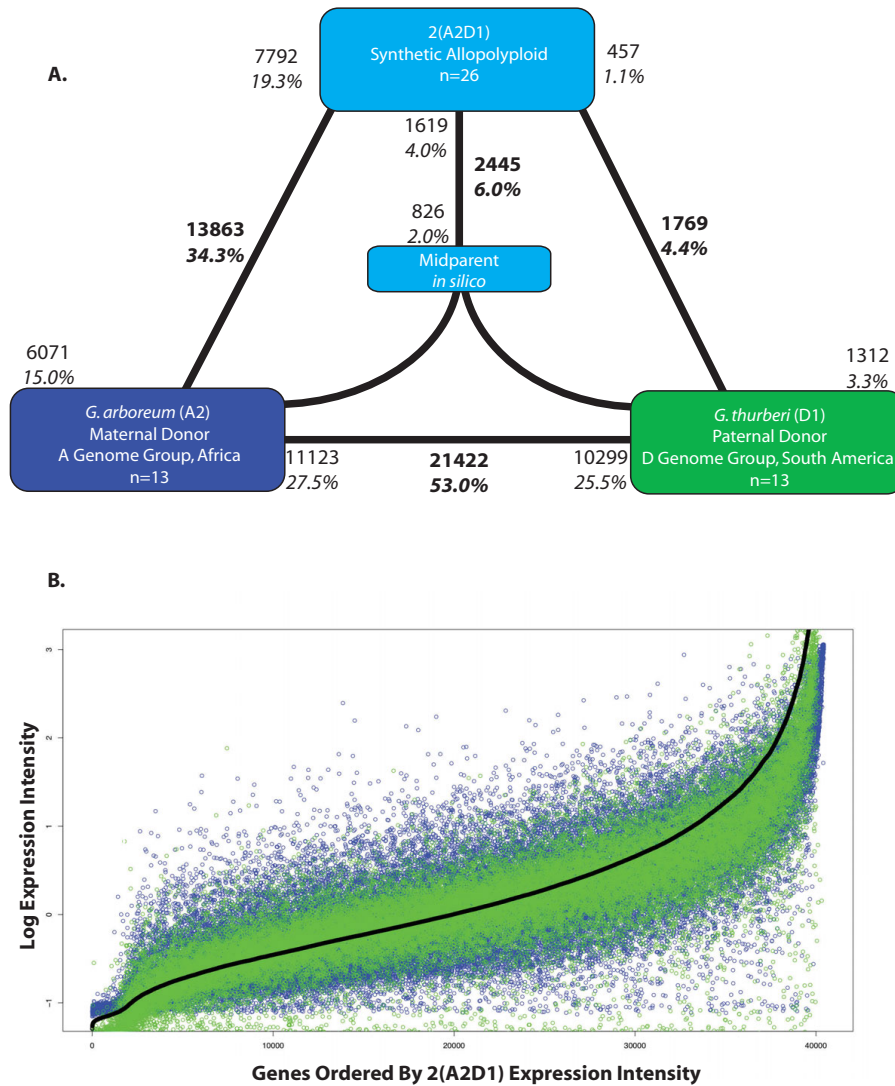 A.
2(A2D1)
Synthetic Allopolyploid
n=26
7792
19.3%
457
1.1%
1619
4.0%
2445
6.0%
826
2.0%
13863
34.3%
1769
4.4%
Midparent
in silico
6071
15.0%
1312
3.3%
G. arboreum (A2)
Maternal Donor
A Genome Group, Africa
n=13
G. thurberi (D1)
Paternal Donor
D Genome Group, South America
n=13
11123
27.5%
21422
53.0%
10299
25.5%
B.
Log Expression Intensity
3
2
1
0
-1
0
10000
20000
30000
40000
Genes Ordered By 2(A2D1) Expression Intensity